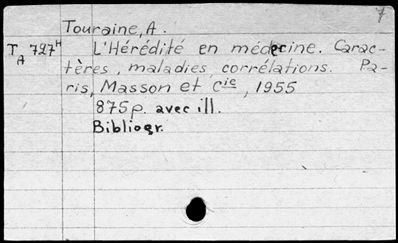 7
Touraine, A.
T 727ᴴ L'Hérédité en médecine. Carac-
A tères, maladies, corrélations. Pa-
ris, Masson et Cie, 1955
875p. avec ill.
Bibliogr.